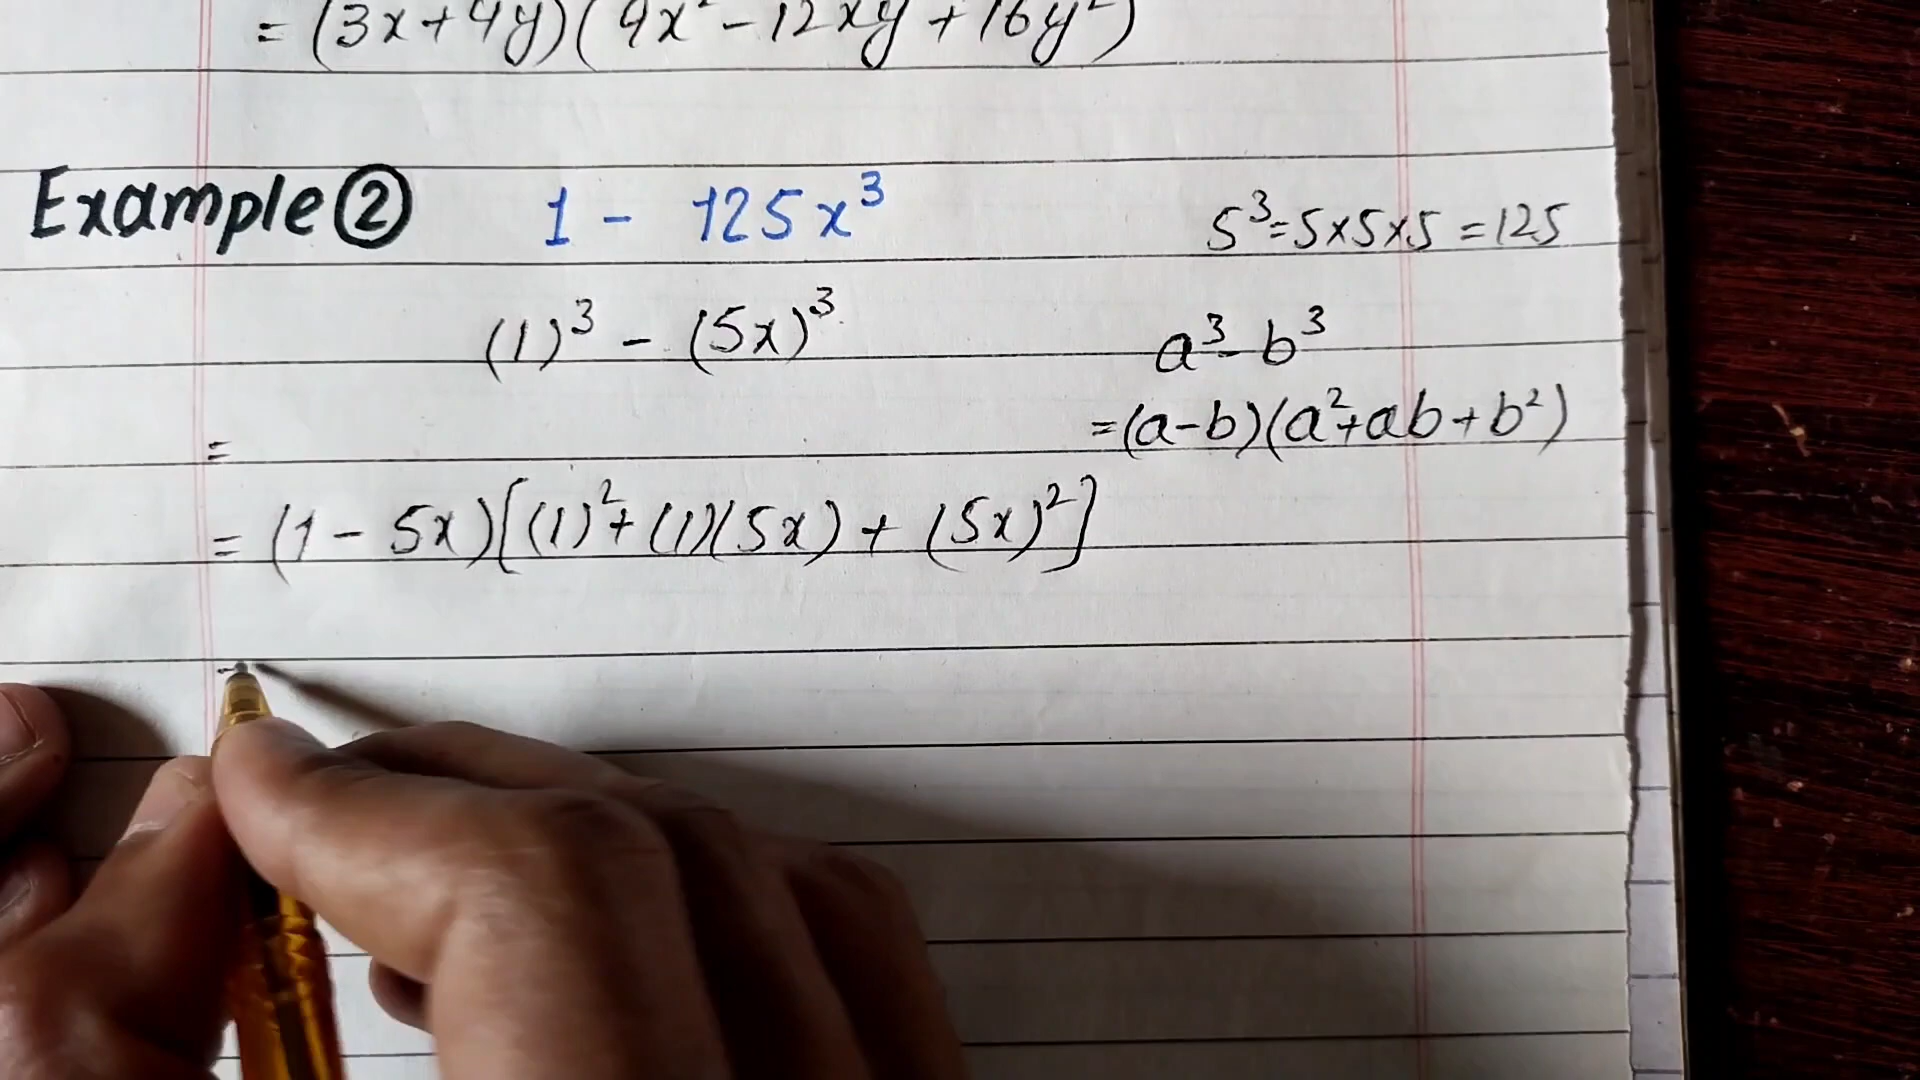 = (3x+4y)(9x²-12xy+16y²)
Example② 1 - 125x³
5³=5×5×5=125
(1)³ - (5x)³
a³-b³
=(a-b)(a²+ab+b²)
=
= (1-5x)[(1)²+(1)(5x)+(5x)²]